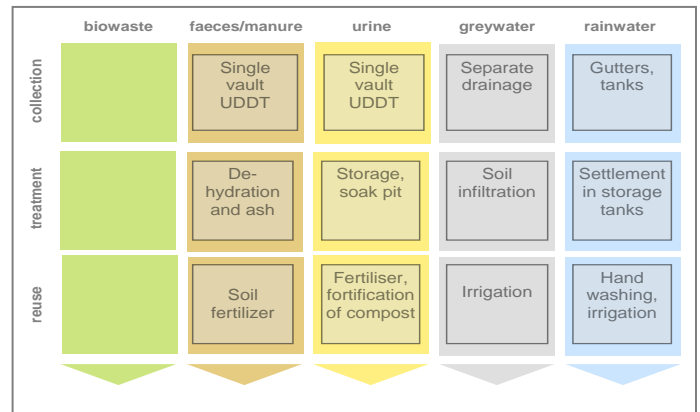 biowaste faeces/manure urine greywater rainwater
collection
Single
vault
UDDT
Single
vault
UDDT
Separate
drainage
Gutters,
tanks
treatment
De-
hydration
and ash
Storage,
soak pit
Soil
infiltration
Settlement
in storage
tanks
reuse
Soil
fertilizer
Fertiliser,
fortification
of compost
Irrigation
Hand
washing,
irrigation